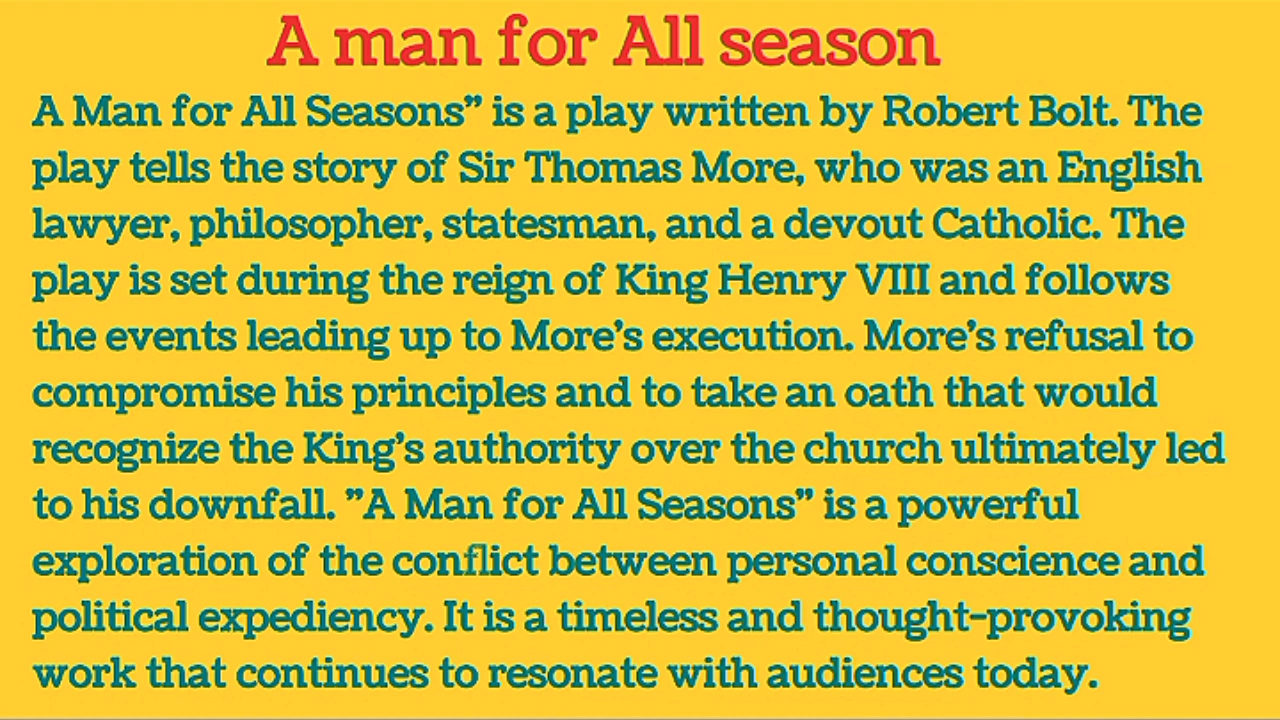 A man for All season
A Man for All Seasons” is a play written by Robert Bolt. The
play tells the story of Sir Thomas More, who was an English
lawyer, philosopher, statesman, and a devout Catholic. The
play is set during the reign of King Henry VIII and follows
the events leading up to More’s execution. More’s refusal to
compromise his principles and to take an oath that would
recognize the King’s authority over the church ultimately led
to his downfall. ”A Man for All Seasons” is a powerful
exploration of the conflict between personal conscience and
political expediency. It is a timeless and thought-provoking
work that continues to resonate with audiences today.